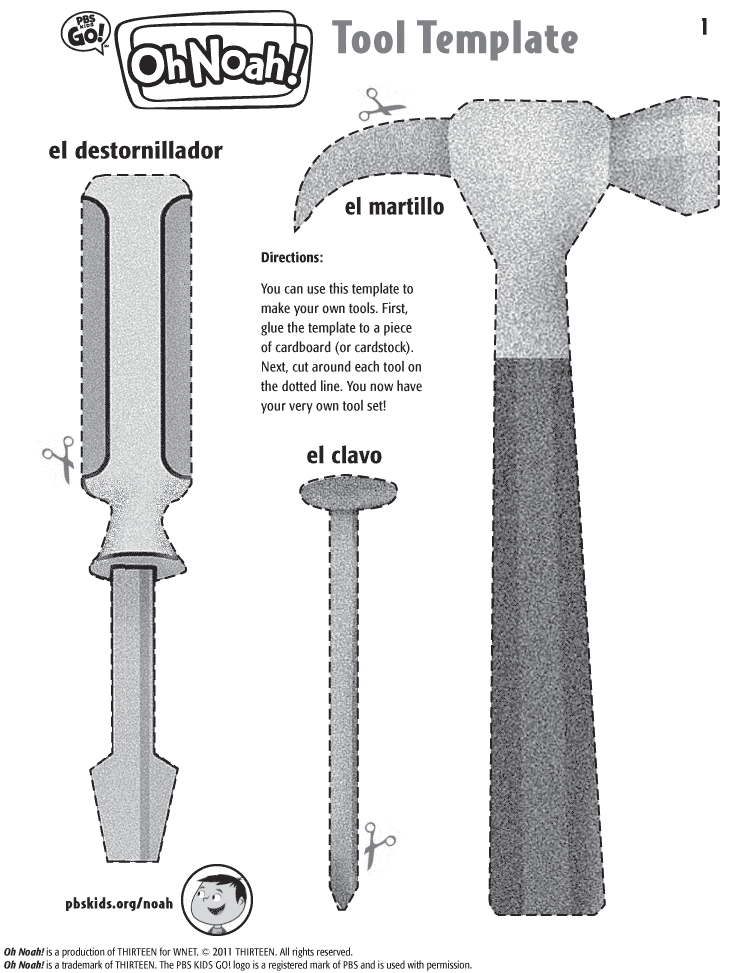 PBS
KIDS
GO!
Oh Noah!
Tool Template
1
el destornillador
el martillo
Directions:
You can use this template to
make your own tools. First,
glue the template to a piece
of cardboard (or cardstock).
Next, cut around each tool on
the dotted line. You now have
your very own tool set!
el clavo
pbskids.org/noah
Oh Noah! is a production of THIRTEEN for WNET. © 2011 THIRTEEN. All rights reserved.
Oh Noah! is a trademark of THIRTEEN. The PBS KIDS GO! logo is a registered mark of PBS and is used with permission.